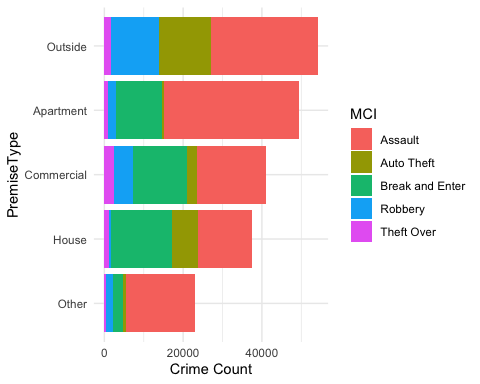 Outside
Apartment
Commercial
House
Other
PremiseType
0 20000 40000
Crime Count
MCI
Assault
Auto Theft
Break and Enter
Robbery
Theft Over